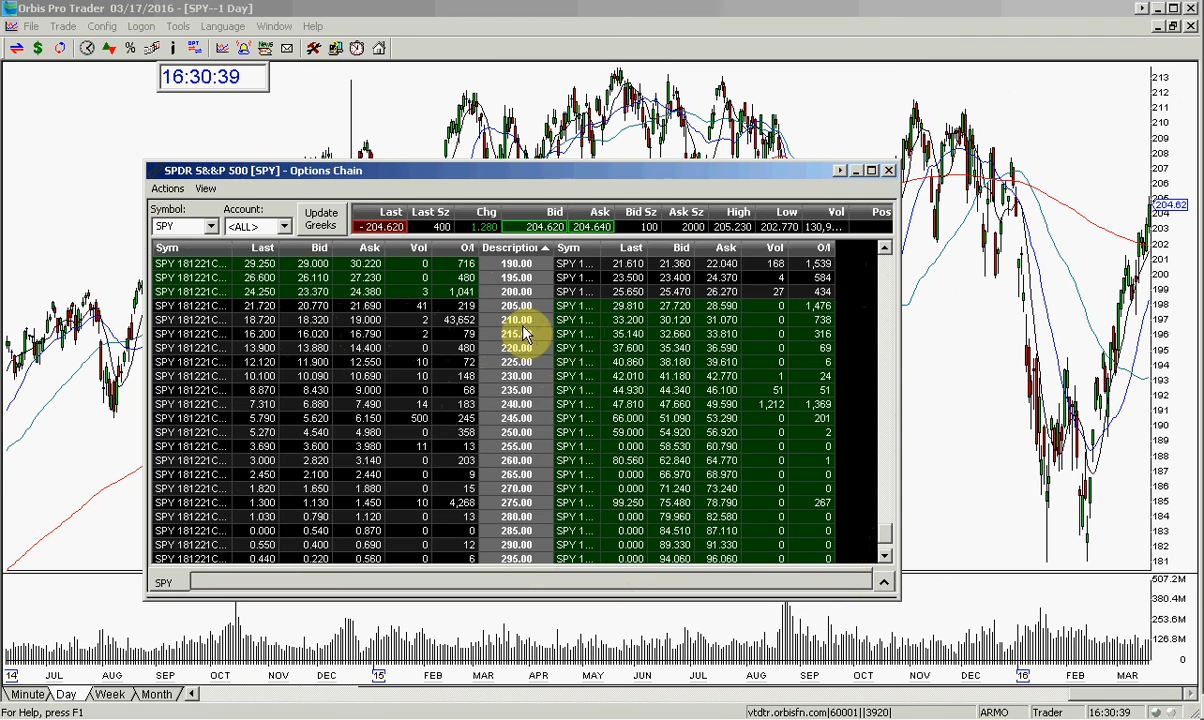 Orbis Pro Trader 03/17/2016 - [SPY--1 Day]
File Trade Config Logon Tools Language Window Help
16:30:39
SPDR S&&P 500 [SPY] - Options Chain
Actions View
Symbol: Account: Update Greeks Last Last Sz Chg Bid Ask Bid Sz Ask Sz High Low Vol Pos
SPY <ALL> - 204.620 400 1.280 204.620 204.640 100 2000 205.230 202.770 130,9...
Sym Last Bid Ask Vol O/I Description Sym Last Bid Ask Vol O/I
SPY 181221C... 29.250 29.000 30.220 0 716 190.00 SPY 1... 21.610 21.360 22.040 168 1,539
SPY 181221C... 26.600 26.110 27.230 0 480 195.00 SPY 1... 23.500 23.400 24.370 4 584
SPY 181221C... 24.250 23.370 24.380 3 1,041 200.00 SPY 1... 25.650 25.470 26.270 27 434
SPY 181221C... 21.720 20.770 21.690 41 219 205.00 SPY 1... 29.810 27.720 28.590 0 1,476
SPY 181221C... 18.720 18.320 19.000 2 43,652 210.00 SPY 1... 33.200 30.120 31.070 0 738
SPY 181221C... 16.200 16.020 16.790 2 79 215.00 SPY 1... 35.140 32.660 33.810 0 316
SPY 181221C... 13.900 13.880 14.400 0 480 220.00 SPY 1... 37.600 35.340 36.590 0 69
SPY 181221C... 12.120 11.900 12.550 10 72 225.00 SPY 1... 40.860 38.180 39.610 0 6
SPY 181221C... 10.100 10.090 10.690 10 148 230.00 SPY 1... 42.010 41.180 42.770 1 24
SPY 181221C... 8.870 8.430 9.000 0 68 235.00 SPY 1... 44.930 44.340 46.100 51 51
SPY 181221C... 7.310 6.880 7.490 14 183 240.00 SPY 1... 47.810 47.660 49.590 1,212 1,369
SPY 181221C... 5.790 5.620 6.150 500 245 245.00 SPY 1... 66.000 51.090 53.290 0 201
SPY 181221C... 5.270 4.540 4.980 0 358 250.00 SPY 1... 59.000 54.920 56.920 0 2
SPY 181221C... 3.690 3.600 3.980 11 13 255.00 SPY 1... 0.000 58.530 60.790 0 0
SPY 181221C... 3.000 2.820 3.140 0 203 260.00 SPY 1... 80.560 62.840 64.770 0 1
SPY 181221C... 2.450 2.100 2.440 0 9 265.00 SPY 1... 0.000 66.970 68.970 0 0
SPY 181221C... 1.820 1.650 1.880 0 15 270.00 SPY 1... 0.000 71.240 73.240 0 0
SPY 181221C... 1.300 1.130 1.450 10 4,268 275.00 SPY 1... 99.250 75.480 78.790 0 267
SPY 181221C... 1.030 0.790 1.120 0 13 280.00 SPY 1... 0.000 79.960 82.580 0 0
SPY 181221C... 0.000 0.540 0.870 0 0 285.00 SPY 1... 0.000 84.510 87.110 0 0
SPY 181221C... 0.550 0.400 0.690 0 12 290.00 SPY 1... 0.000 89.330 91.330 0 0
SPY 181221C... 0.440 0.220 0.560 0 6 295.00 SPY 1... 0.000 94.060 96.060 0 0
SPY
213
212
211
210
209
208
207
206
205
204.62
204
202
201
200
199
198
197
196
195
194
193
192
191
190
189
188
187
186
185
184
183
182
181
507.2M
380.4M
253.6M
126.8M
0
14 JUL AUG SEP OCT NOV DEC 15 FEB MAR APR MAY JUN JUL AUG SEP OCT NOV DEC 16 FEB MAR
Minute Day Week Month
For Help, press F1 vtdtr.orbisfn.com|60001||3920| ARMO Trader 16:30:39